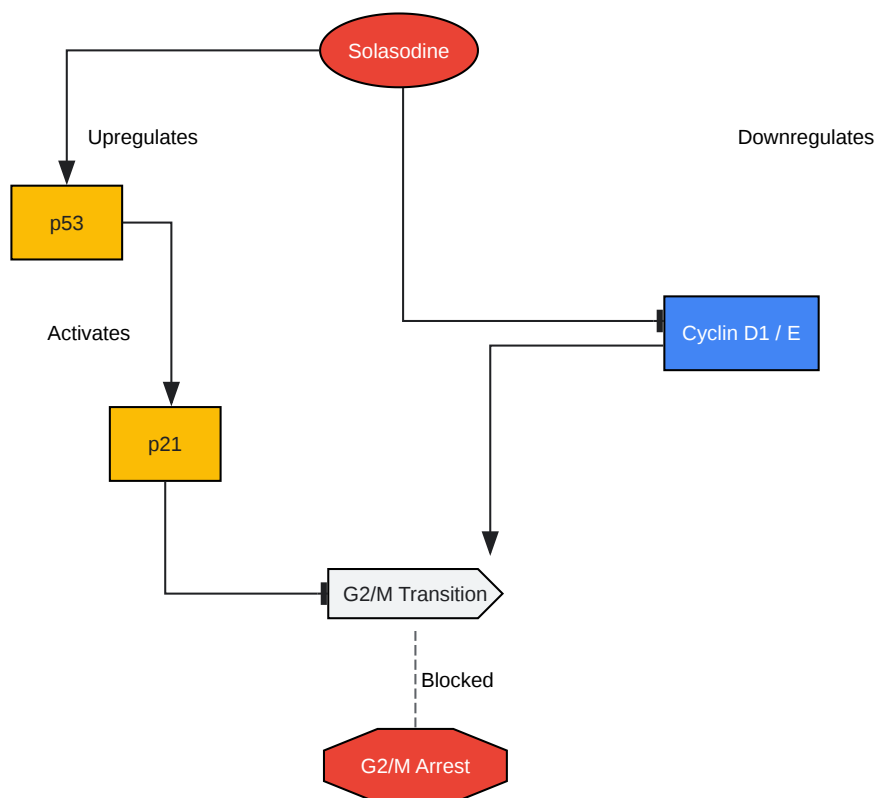 Solasodine
Upregulates
Downregulates
p53
Activates
Cyclin D1 / E
p21
G2/M Transition
Blocked
G2/M Arrest